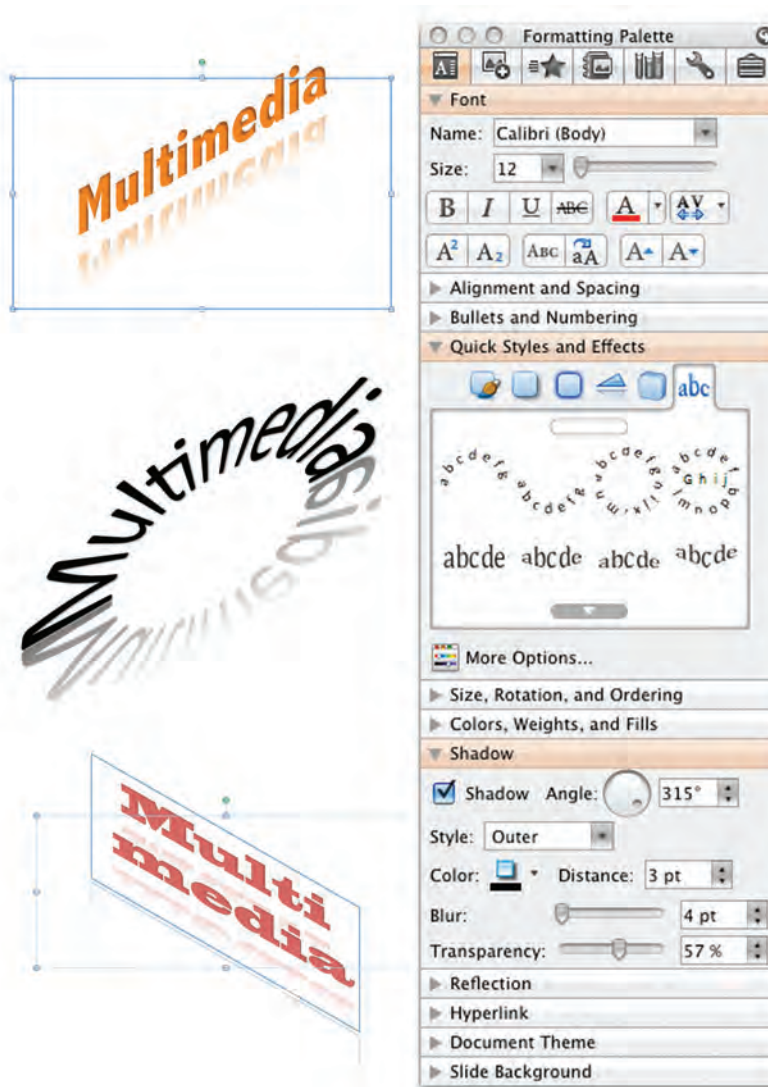 Multimedia
Multimedia
Multi
media
Formatting Palette
Font
Name: Calibri (Body)
Size: 12
B I U ABC A AV
A2 A2 ABC aA A A
Alignment and Spacing
Bullets and Numbering
Quick Styles and Effects
abc
abcdefg abcdefg
Ghij
abcde abcde abcde abcde
More Options...
Size, Rotation, and Ordering
Colors, Weights, and Fills
Shadow
Shadow Angle: 315°
Style: Outer
Color: Distance: 3 pt
Blur: 4 pt
Transparency: 57 %
Reflection
Hyperlink
Document Theme
Slide Background